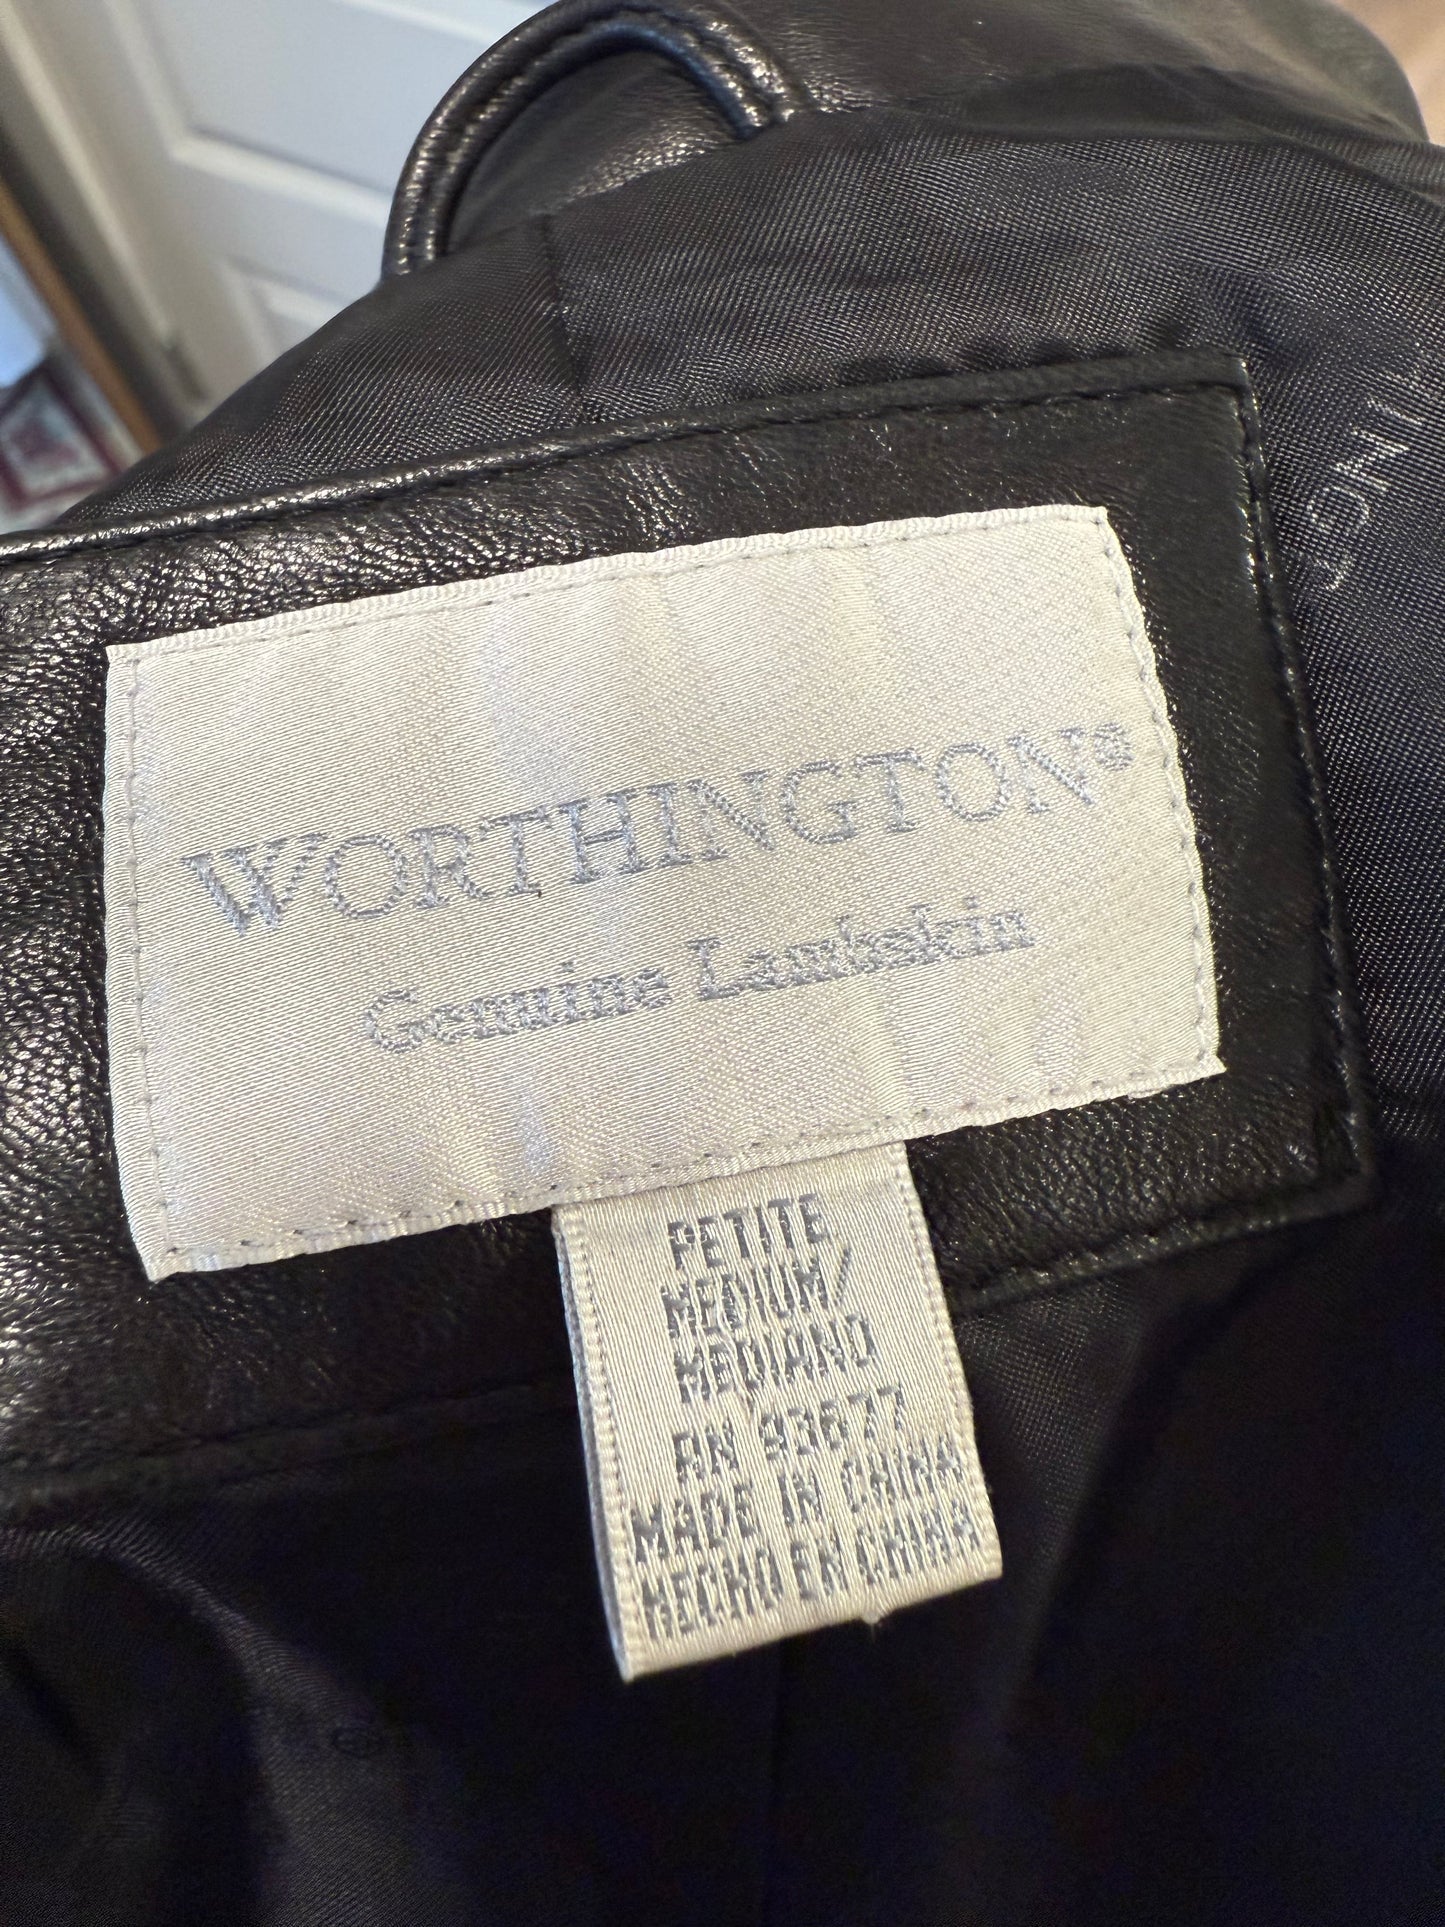 WORTHINGTON®
Genuine Lambskin
PETITE
MEDIUM/
MEDIANO
RN 93677
MADE IN CHINA
HECHO EN CHINA